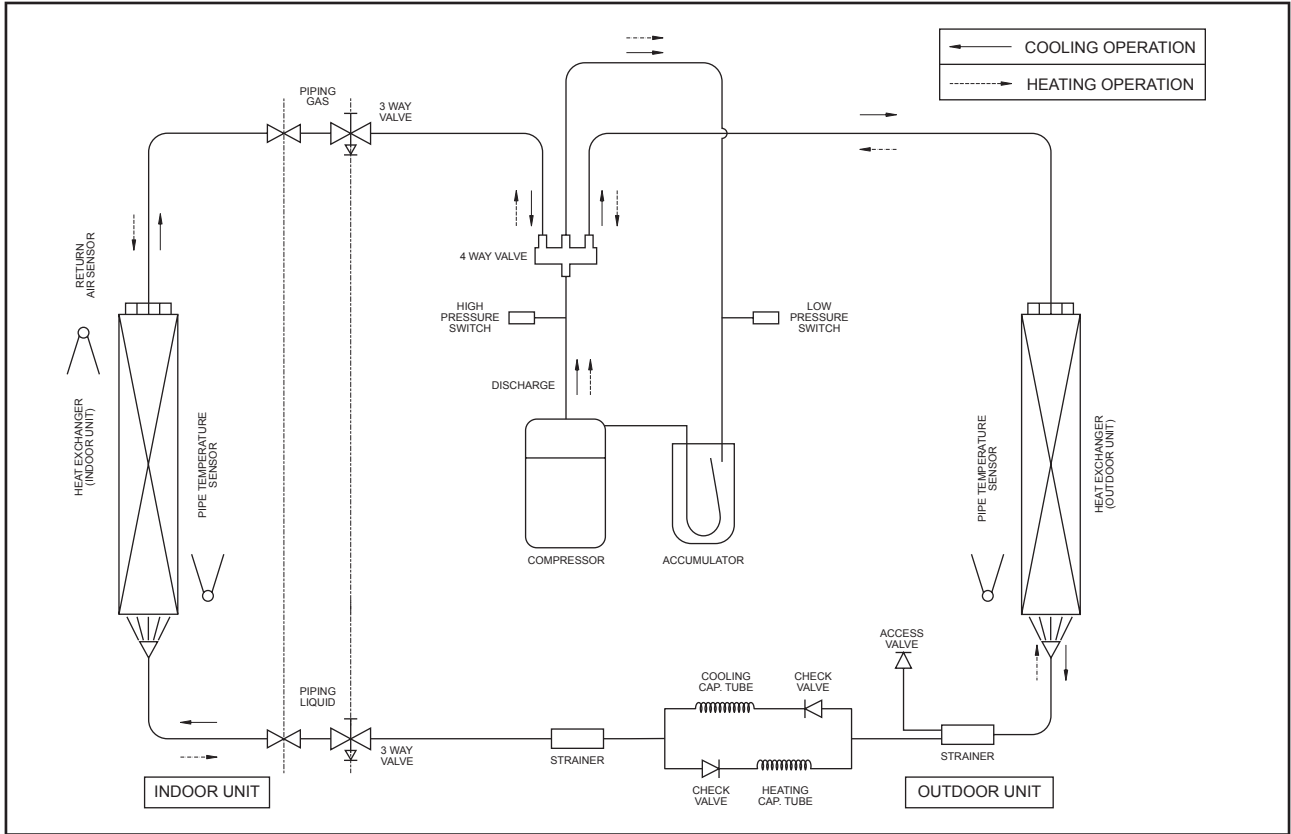 COOLING OPERATION
HEATING OPERATION
PIPING
GAS
3 WAY
VALVE
RETURN
AIR SENSOR
4 WAY VALVE
HIGH
PRESSURE
SWITCH
LOW
PRESSURE
SWITCH
DISCHARGE
HEAT EXCHANGER
(INDOOR UNIT)
PIPE TEMPERATURE
SENSOR
PIPE TEMPERATURE
SENSOR
HEAT EXCHANGER
(OUTDOOR UNIT)
COMPRESSOR
ACCUMULATOR
ACCESS
VALVE
PIPING
LIQUID
COOLING
CAP. TUBE
CHECK
VALVE
3 WAY
VALVE
STRAINER
STRAINER
CHECK
VALVE
HEATING
CAP. TUBE
INDOOR UNIT
OUTDOOR UNIT